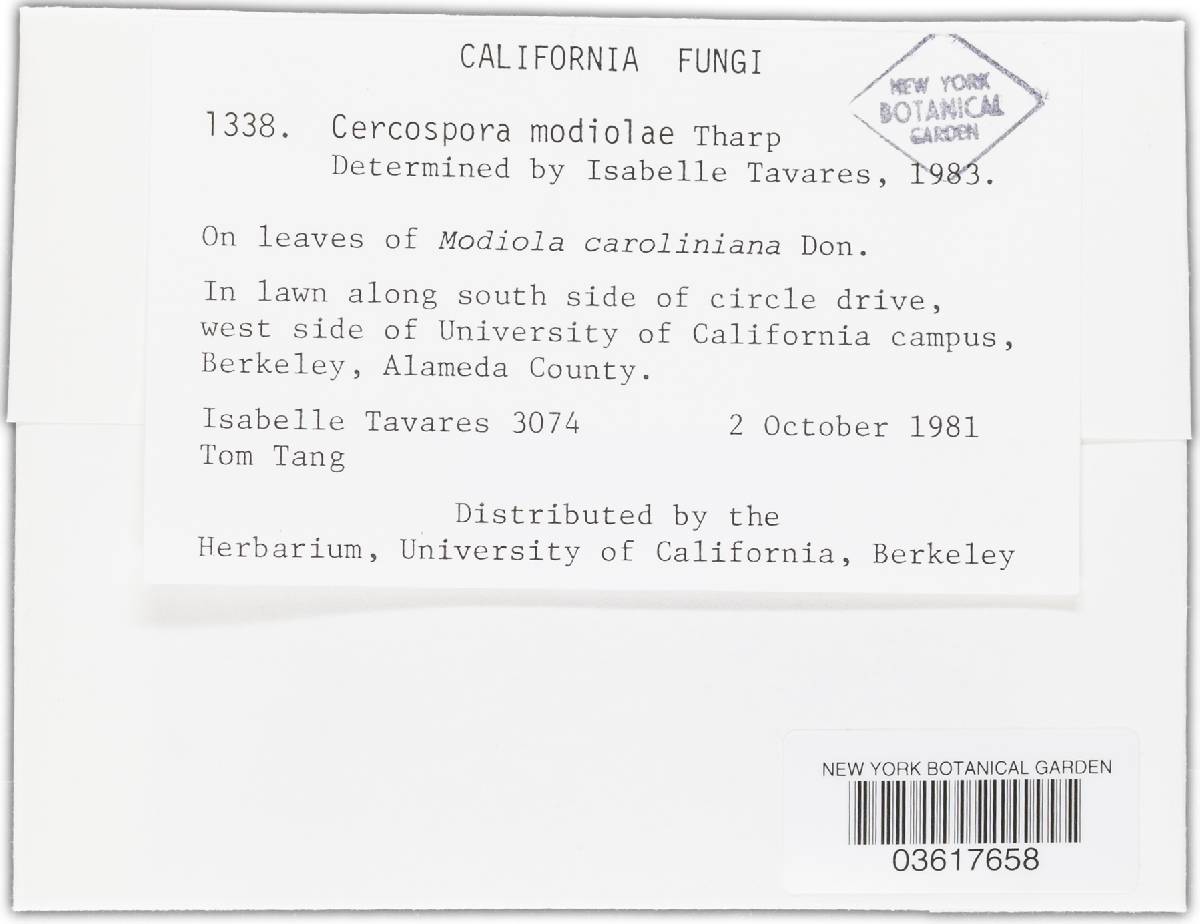 CALIFORNIA FUNGI
NEW YORK
BOTANICAL
GARDEN
1338. Cercospora modiolae Tharp
Determined by Isabelle Tavares, 1983.
On leaves of Modiola caroliniana Don.
In lawn along south side of circle drive,
west side of University of California campus,
Berkeley, Alameda County.
Isabelle Tavares 3074 2 October 1981
Tom Tang
Distributed by the
Herbarium, University of California, Berkeley
NEW YORK BOTANICAL GARDEN
03617658